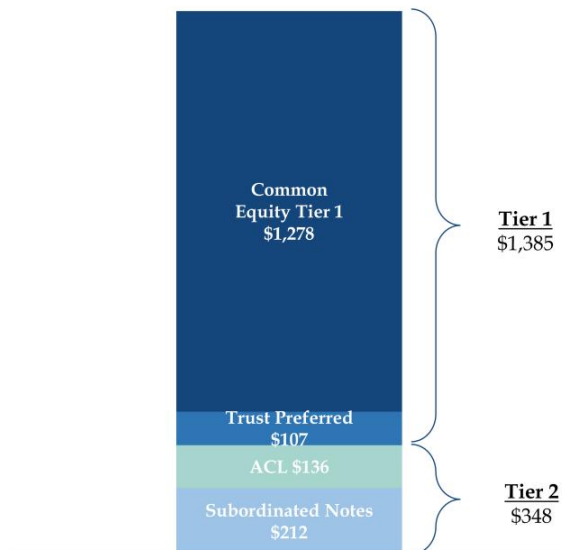 Common
Equity Tier 1
$1,278
Tier 1
$1,385
Trust Preferred
$107
ACL $136
Subordinated Notes
$212
Tier 2
$348